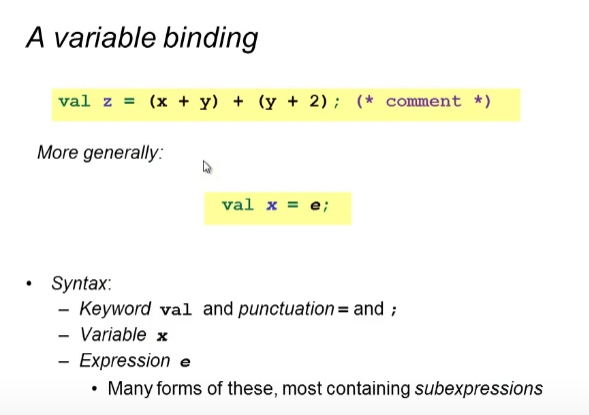 A variable binding
val z = (x + y) + (y + 2); (* comment *)
More generally:
val x = e;
• Syntax:
– Keyword val and punctuation = and ;
– Variable x
– Expression e
• Many forms of these, most containing subexpressions